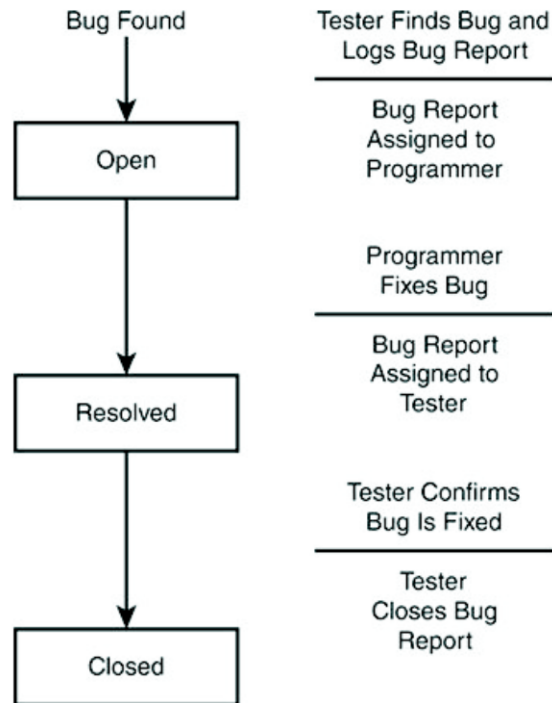 Bug Found
Tester Finds Bug and
Logs Bug Report
Open
Bug Report
Assigned to
Programmer
Programmer
Fixes Bug
Resolved
Bug Report
Assigned to
Tester
Tester Confirms
Bug Is Fixed
Closed
Tester
Closes Bug
Report